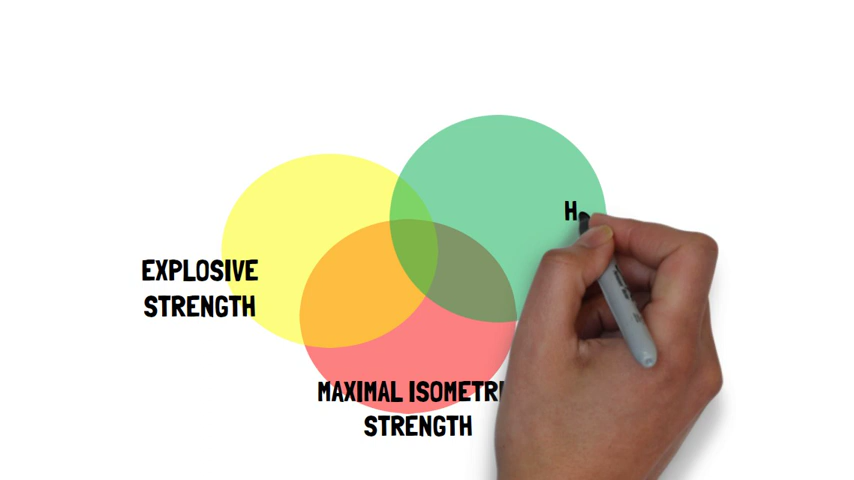 H
EXPLOSIVE
STRENGTH
MAXIMAL ISOMETR
STRENGTH